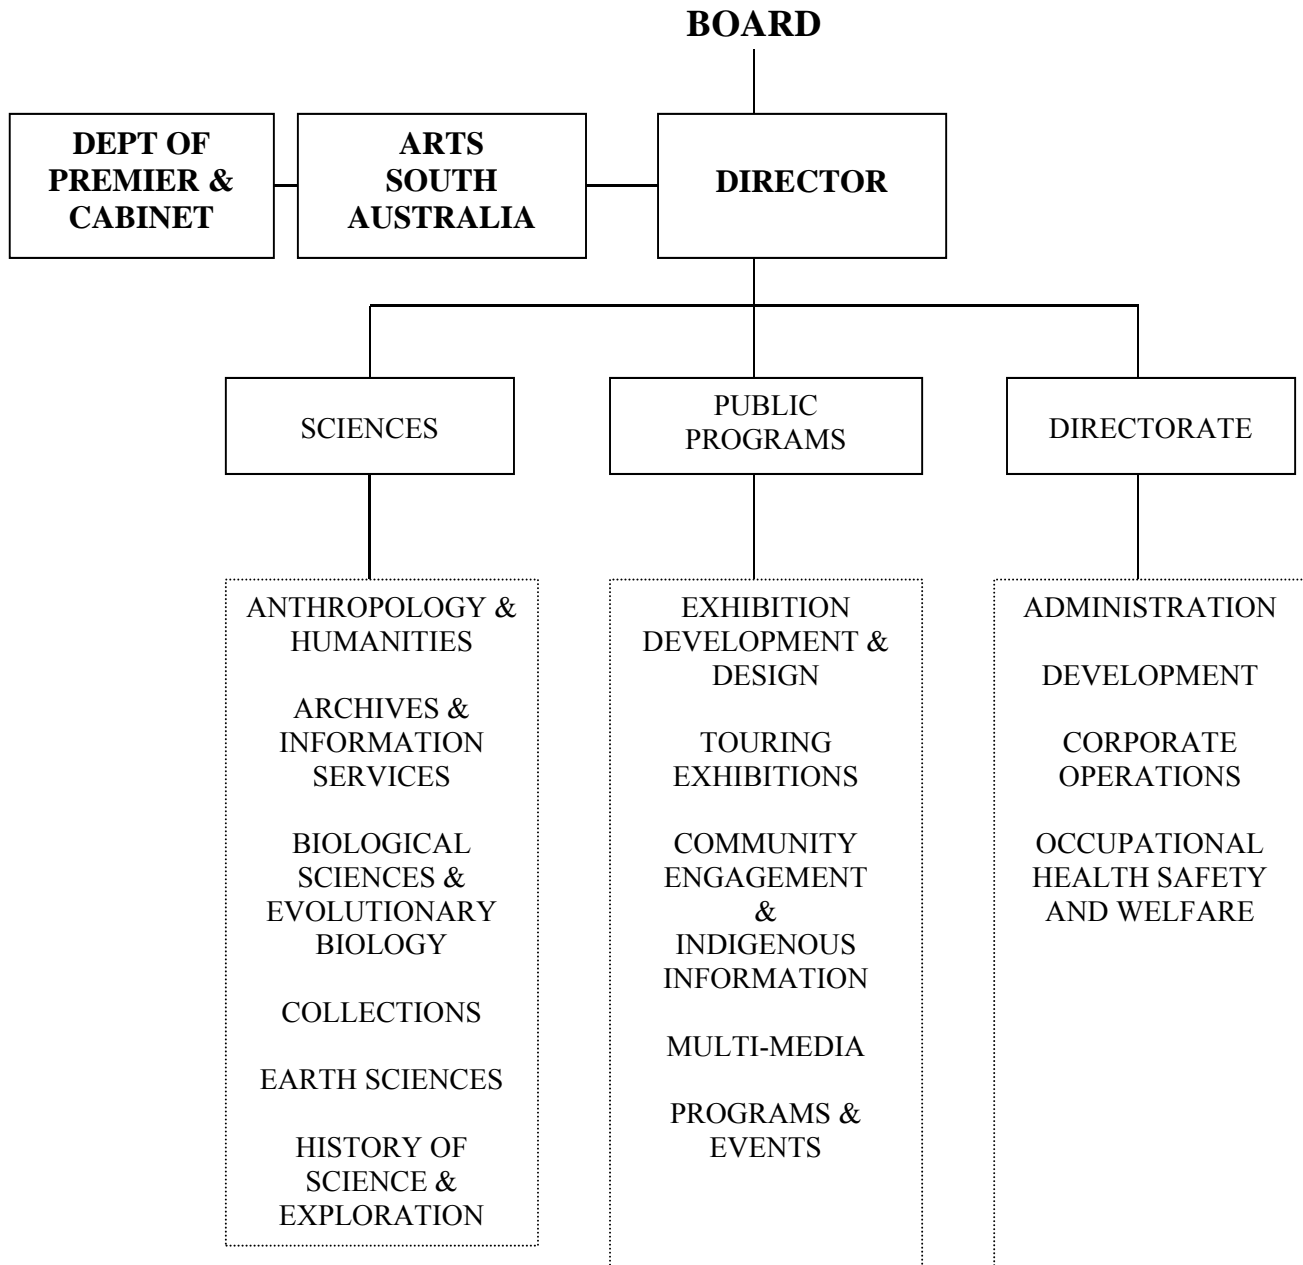 BOARD
DEPT OF
PREMIER &
CABINET
ARTS
SOUTH
AUSTRALIA
DIRECTOR
SCIENCES
PUBLIC
PROGRAMS
DIRECTORATE
ANTHROPOLOGY &
HUMANITIES
ARCHIVES &
INFORMATION
SERVICES
BIOLOGICAL
SCIENCES &
EVOLUTIONARY
BIOLOGY
COLLECTIONS
EARTH SCIENCES
HISTORY OF
SCIENCE &
EXPLORATION
EXHIBITION
DEVELOPMENT &
DESIGN
TOURING
EXHIBITIONS
COMMUNITY
ENGAGEMENT
&
INDIGENOUS
INFORMATION
MULTI-MEDIA
PROGRAMS &
EVENTS
ADMINISTRATION
DEVELOPMENT
CORPORATE
OPERATIONS
OCCUPATIONAL
HEALTH SAFETY
AND WELFARE